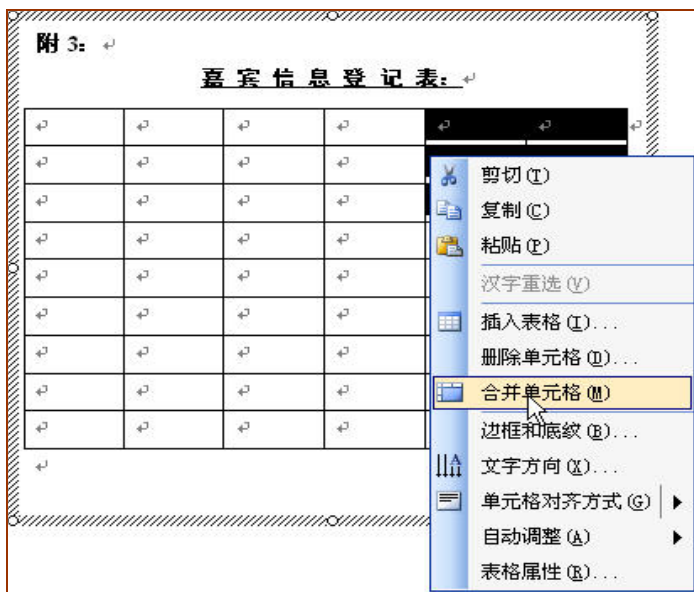 附 3：
嘉 宾 信 息 登 记 表：
剪切(T)
复制(C)
粘贴(P)
汉字重选(V)
插入表格(I)...
删除单元格(D)...
合并单元格(M)
边框和底纹(B)...
文字方向(X)...
单元格对齐方式(G)
自动调整(A)
表格属性(R)...